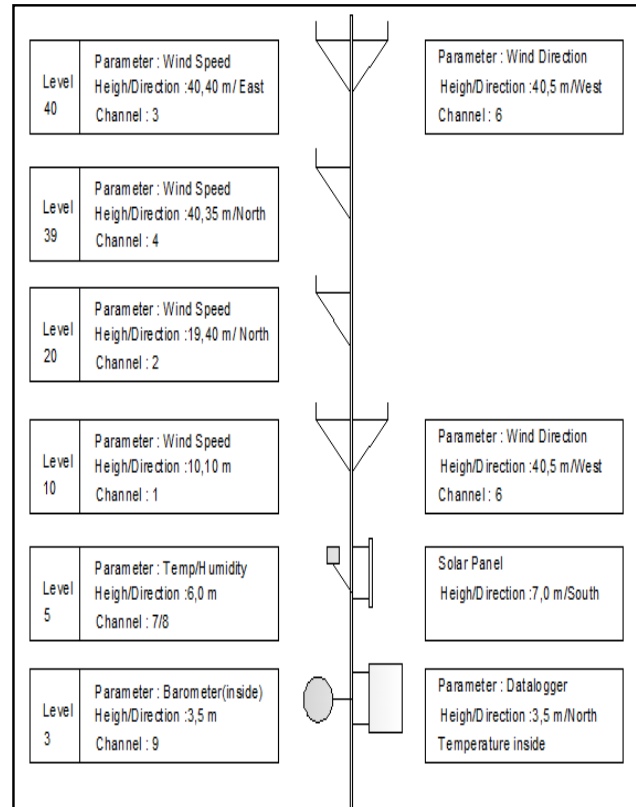 Level
40
Parameter : Wind Speed
Heigh/Direction :40,40 m/ East
Channel : 3
Parameter : Wind Direction
Heigh/Direction :40,5 m/West
Channel : 6
Level
39
Parameter : Wind Speed
Heigh/Direction :40,35 m/North
Channel : 4
Level
20
Parameter : Wind Speed
Heigh/Direction :19,40 m/ North
Channel : 2
Level
10
Parameter : Wind Speed
Heigh/Direction :10,10 m
Channel : 1
Parameter : Wind Direction
Heigh/Direction :40,5 m/West
Channel : 6
Level
5
Parameter : Temp/Humidity
Heigh/Direction :6,0 m
Channel : 7/8
Solar Panel
Heigh/Direction :7,0 m/South
Level
3
Parameter : Barometer(inside)
Heigh/Direction :3,5 m
Channel : 9
Parameter : Datalogger
Heigh/Direction :3,5 m/North
Temperature inside